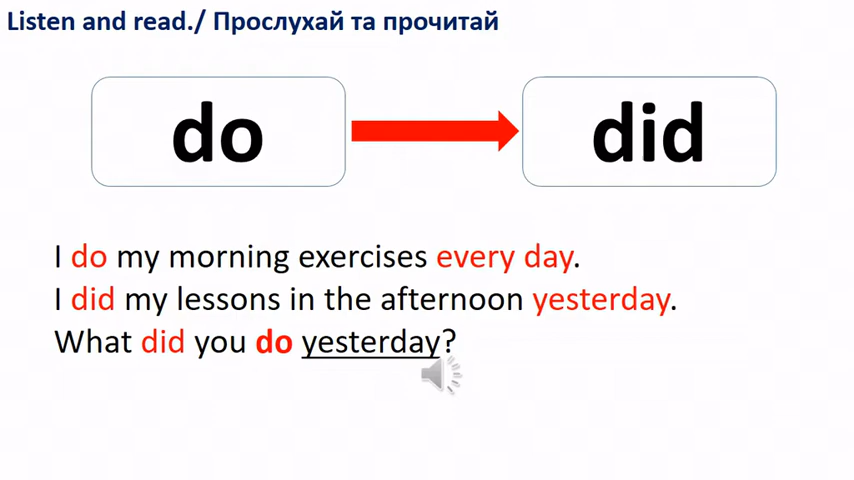 Listen and read./ Прослухай та прочитай
do
did
I do my morning exercises every day.
I did my lessons in the afternoon yesterday.
What did you do yesterday?